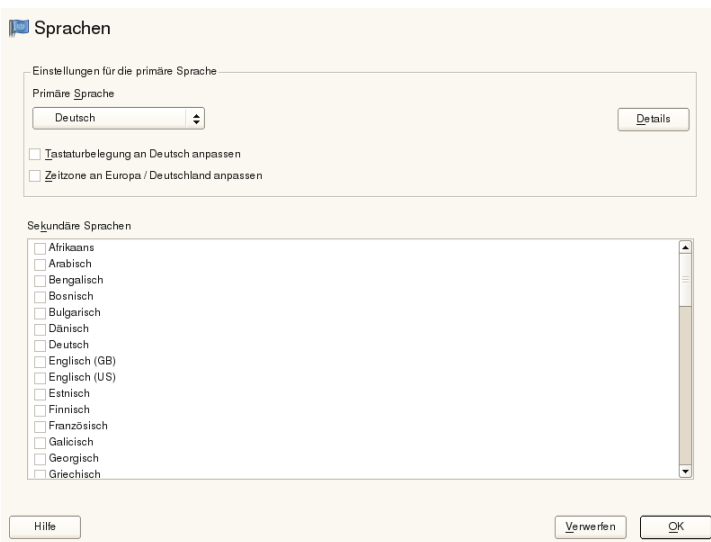 Sprachen
Einstellungen für die primäre Sprache
Primäre Sprache
Deutsch
Details
Tastaturbelegung an Deutsch anpassen
Zeitzone an Europa / Deutschland anpassen
Sekundäre Sprachen
Afrikaans
Arabisch
Bengalisch
Bosnisch
Bulgarisch
Dänisch
Deutsch
Englisch (GB)
Englisch (US)
Estnisch
Finnisch
Französisch
Galicisch
Georgisch
Griechisch
Hilfe
Verwerfen
OK